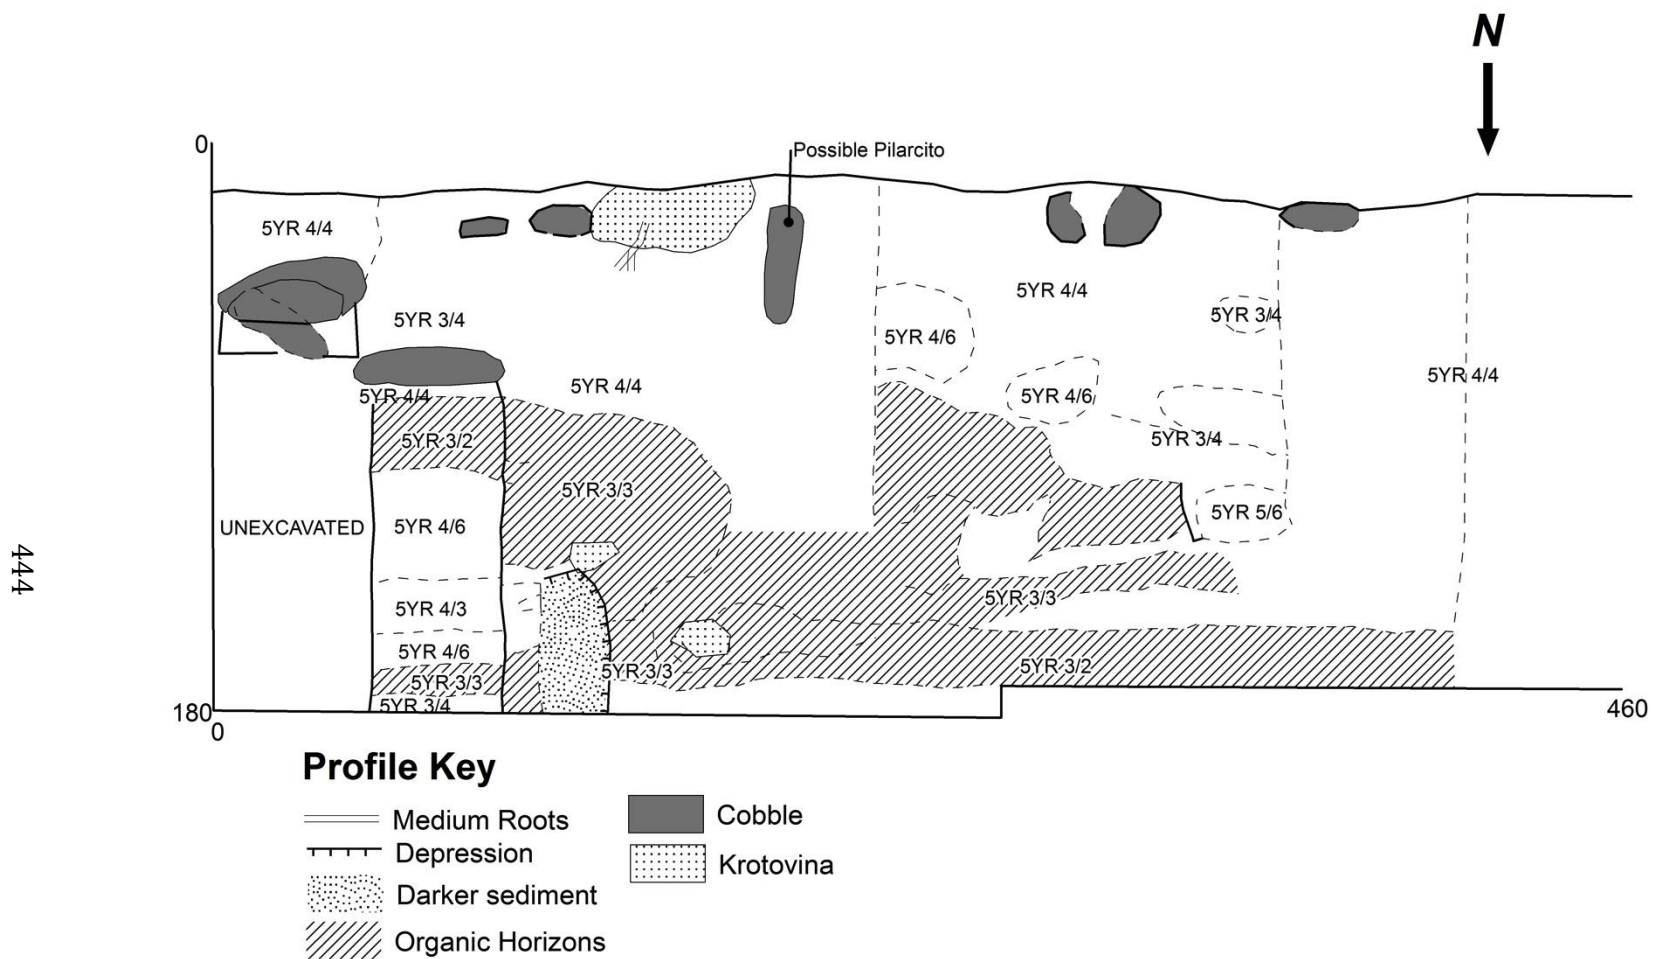 N
0
Possible Pilarcito
5YR 4/4
5YR 4/4
5YR 3/4
5YR 3/4
5YR 4/6
5YR 4/4
5YR 4/4
5YR 4/4
5YR 4/6
5YR 3/2
5YR 3/4
5YR 3/3
5YR 5/6
UNEXCAVATED
5YR 4/6
444
5YR 4/3
5YR 3/3
5YR 4/6
5YR 3/3
5YR 3/2
5YR 3/3
5YR 3/4
180
460
0
Profile Key
Medium Roots
Cobble
Depression
Krotovina
Darker sediment
Organic Horizons